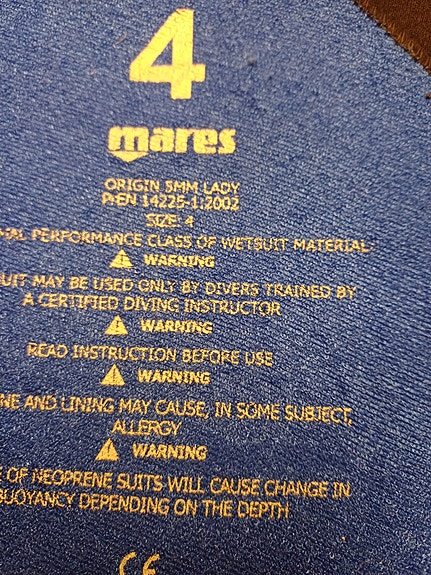 4
mares
ORIGIN 5MM LADY
PrEN 14225-1:2002
SIZE: 4
PERFORMANCE CLASS OF WETSUIT MATERIAL:
WARNING
MAY BE USED ONLY BY DIVERS TRAINED BY
A CERTIFIED DIVING INSTRUCTOR
WARNING
READ INSTRUCTION BEFORE USE
WARNING
AND LINING MAY CAUSE, IN SOME SUBJECT,
ALLERGY
WARNING
OF NEOPRENE SUITS WILL CAUSE CHANGE IN
BUOYANCY DEPENDING ON THE DEPTH
CE